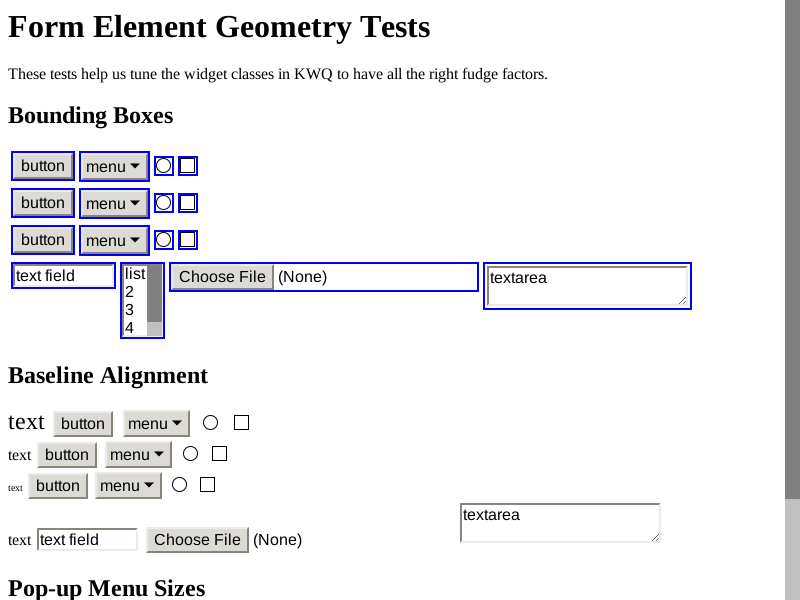 Form Element Geometry Tests
These tests help us tune the widget classes in KWQ to have all the right fudge factors.
Bounding Boxes
button menu
button menu
button menu
text field list Choose File (None) textarea
2
3
4
Baseline Alignment
text button menu
text button menu
text button menu
textarea
text text field Choose File (None)
Pop-up Menu Sizes